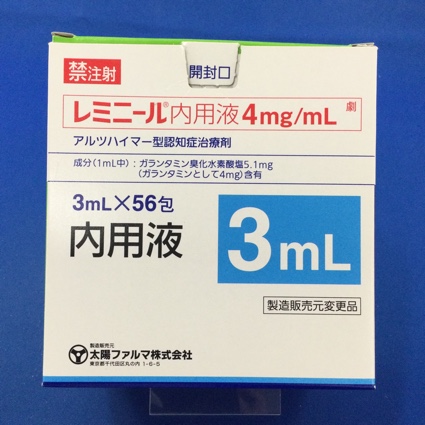 禁注射
開封口
レミニール®内用液4mg/mL
劇
アルツハイマー型認知症治療剤
成分(1mL中):ガランタミン臭化水素酸塩5.1mg
(ガランタミンとして4mg)含有
3mL×56包
内用液
3mL
製造販売元変更品
製造販売元
太陽ファルマ株式会社
東京都千代田区丸の内 1-6-5